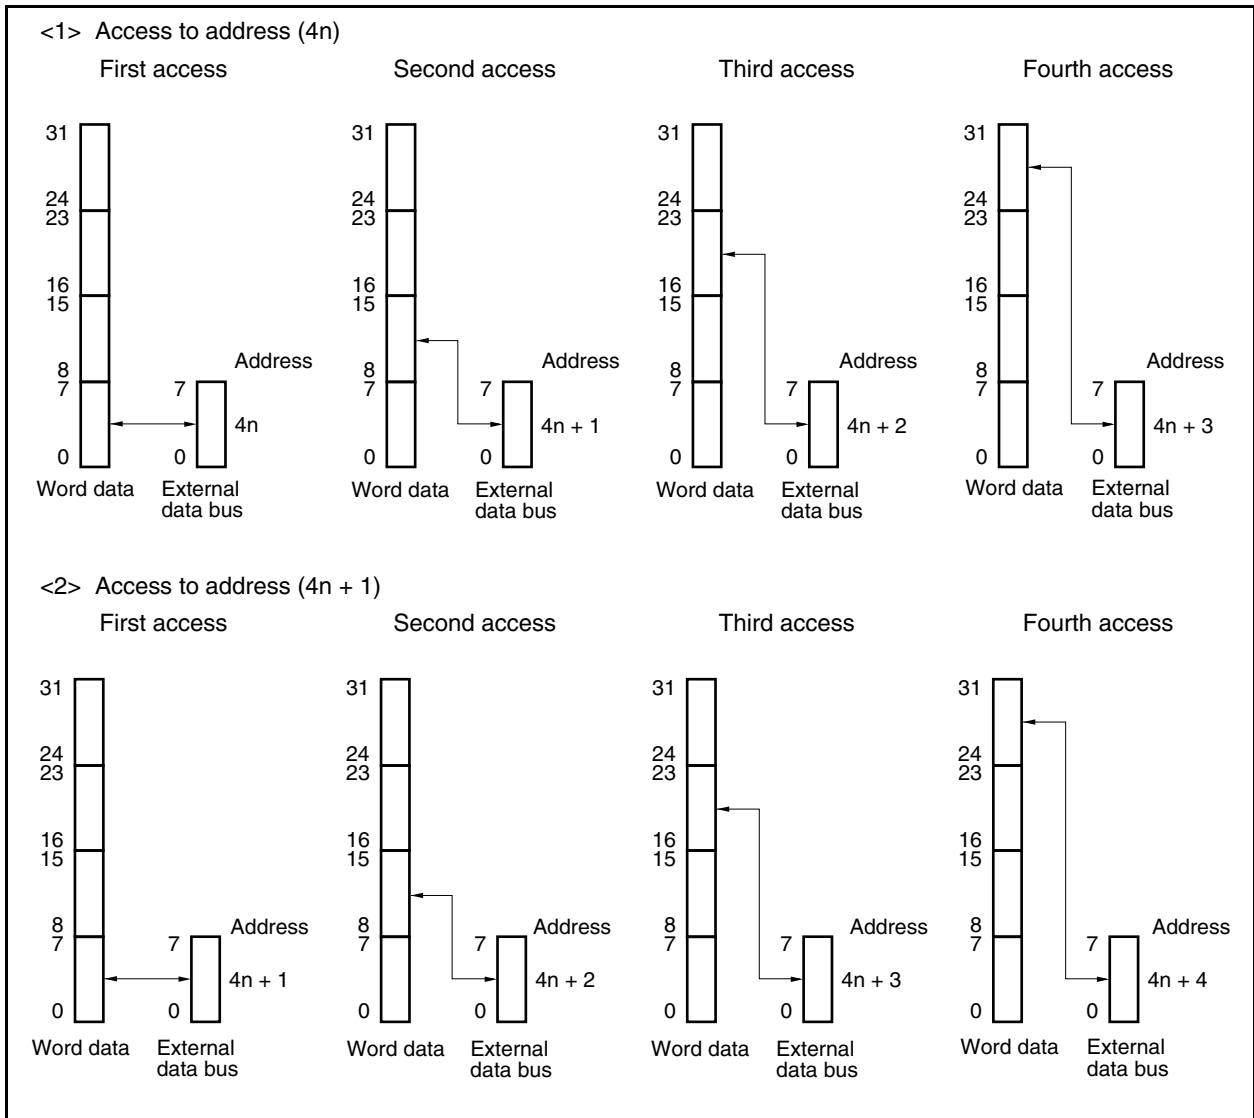 <1> Access to address (4n)
First access
Second access
Third access
Fourth access
31
24
23
16
15
8
7
0
7
0
Address
4n
Word data
External
data bus
31
24
23
16
15
8
7
0
7
0
Address
4n + 1
Word data
External
data bus
31
24
23
16
15
8
7
0
7
0
Address
4n + 2
Word data
External
data bus
31
24
23
16
15
8
7
0
7
0
Address
4n + 3
Word data
External
data bus
<2> Access to address (4n + 1)
First access
Second access
Third access
Fourth access
31
24
23
16
15
8
7
0
7
0
Address
4n + 1
Word data
External
data bus
31
24
23
16
15
8
7
0
7
0
Address
4n + 2
Word data
External
data bus
31
24
23
16
15
8
7
0
7
0
Address
4n + 3
Word data
External
data bus
31
24
23
16
15
8
7
0
7
0
Address
4n + 4
Word data
External
data bus